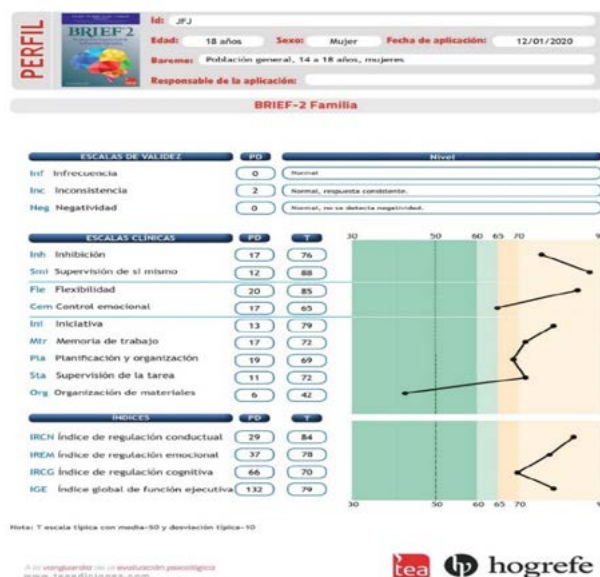 PERFIL
BRIEF2
Id: JFJ
Edad: 18 años Sexo: Mujer Fecha de aplicación: 12/01/2020
Baremo: Población general, 14 a 18 años, mujeres
Responsable de la aplicación:
BRIEF-2 Familia
ESCALAS DE VALIDEZ PD Nivel
Inf Infrecuencia 0 Normal
Inc Inconsistencia 2 Normal, respuesta consistente.
Neg Negatividad 0 Normal, no se detecta negatividad.
ESCALAS CLÍNICAS PD T 30 50 60 65 70 9
Inh Inhibición 17 76
Smi Supervisión de sí mismo 12 88
Fle Flexibilidad 20 85
Cem Control emocional 17 65
Ini Iniciativa 13 79
Mtr Memoria de trabajo 17 72
Pla Planificación y organización 19 69
Sta Supervisión de la tarea 11 72
Org Organización de materiales 6 42
ÍNDICES PD T
IRCN Índice de regulación conductual 29 84
IREM Índice de regulación emocional 37 78
IRCG Índice de regulación cognitiva 66 70
IGE Índice global de función ejecutiva 132 79
30 50 60 65 70 9
Nota: T escala típica con media=50 y desviación típica=10
A la vanguardia de la evaluación psicológica
www.teaediciones.com
tea hogrefe